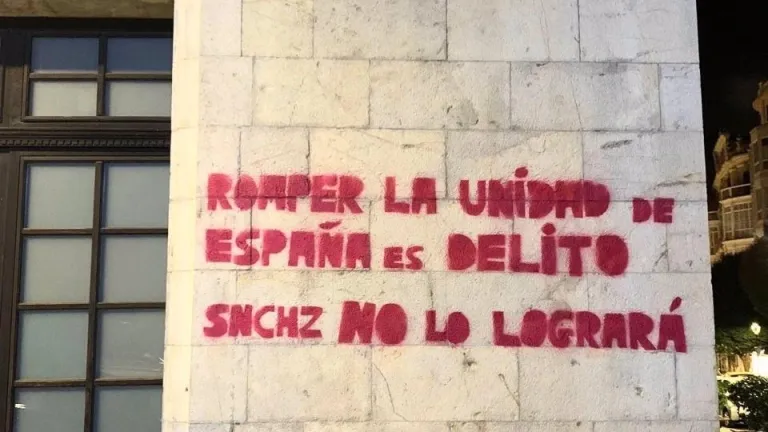 ROMPER LA UNiDAD DE
ESPAÑA ES DELiTO
SNCHZ NO LO LOGRARÁ